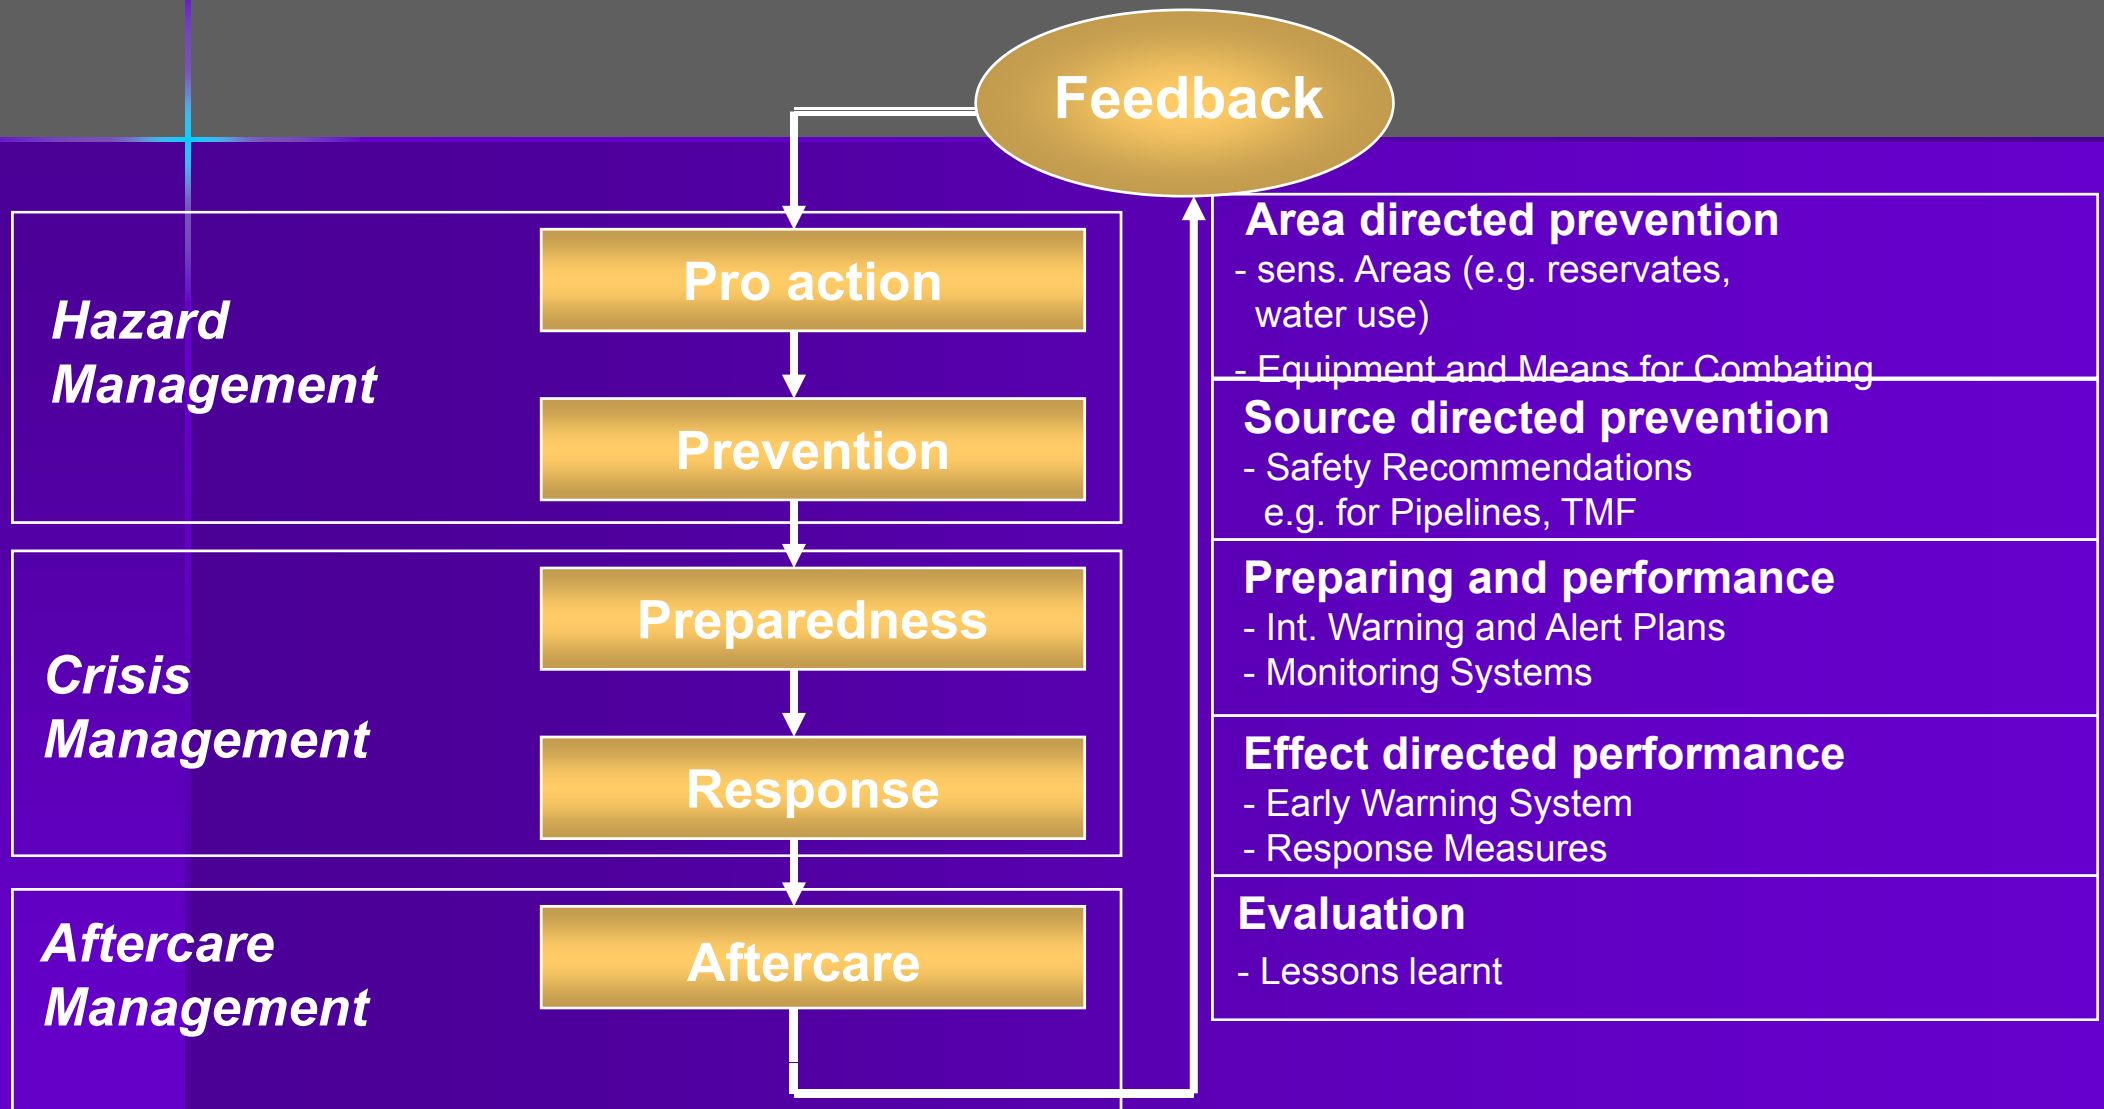 Feedback
Hazard
Management
Pro action
Prevention
Crisis
Management
Preparedness
Response
Aftercare
Management
Aftercare
Area directed prevention
- sens. Areas (e.g. reservates,
water use)
- Equipment and Means for Combating
Source directed prevention
- Safety Recommendations
e.g. for Pipelines, TMF
Preparing and performance
- Int. Warning and Alert Plans
- Monitoring Systems
Effect directed performance
- Early Warning System
- Response Measures
Evaluation
- Lessons learnt